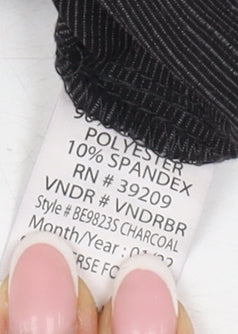 POLYESTER
10% SPANDEX
RN # 39209
VNDR # VNDRBR
Style # BE9823S CHARCOAL
Month/Year :